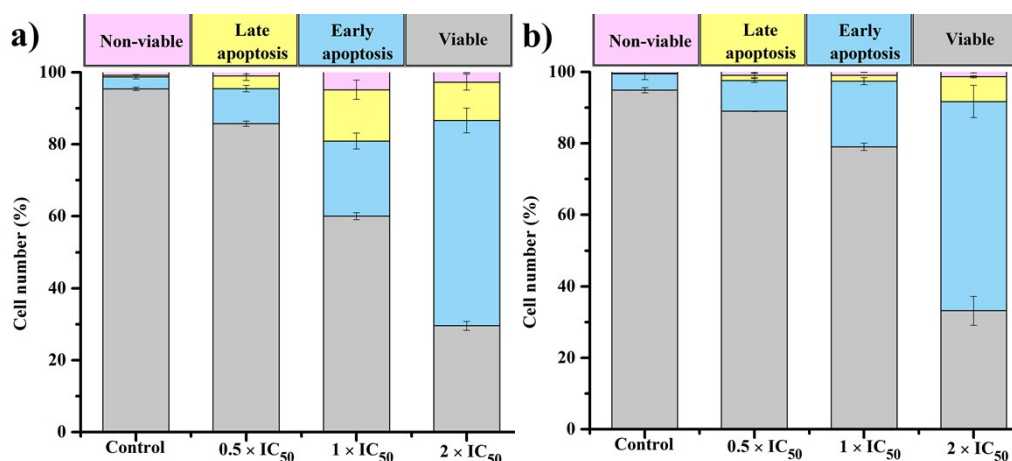 a)
Non-viable
Late
apoptosis
Early
apoptosis
Viable
100
80
60
40
20
0
Cell number (%)
Control
0.5 × IC50
1 × IC50
2 × IC50
b)
Non-viable
Late
apoptosis
Early
apoptosis
Viable
100
80
60
40
20
0
Cell number (%)
Control
0.5 × IC50
1 × IC50
2 × IC50